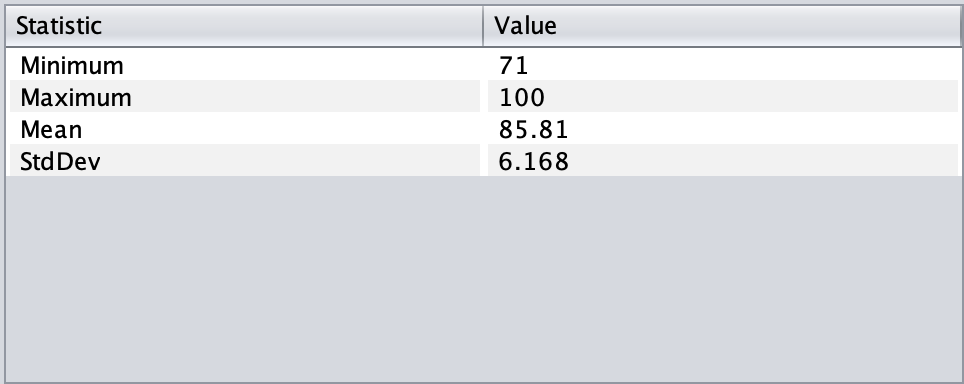 Statistic Value
Minimum 71
Maximum 100
Mean 85.81
StdDev 6.168